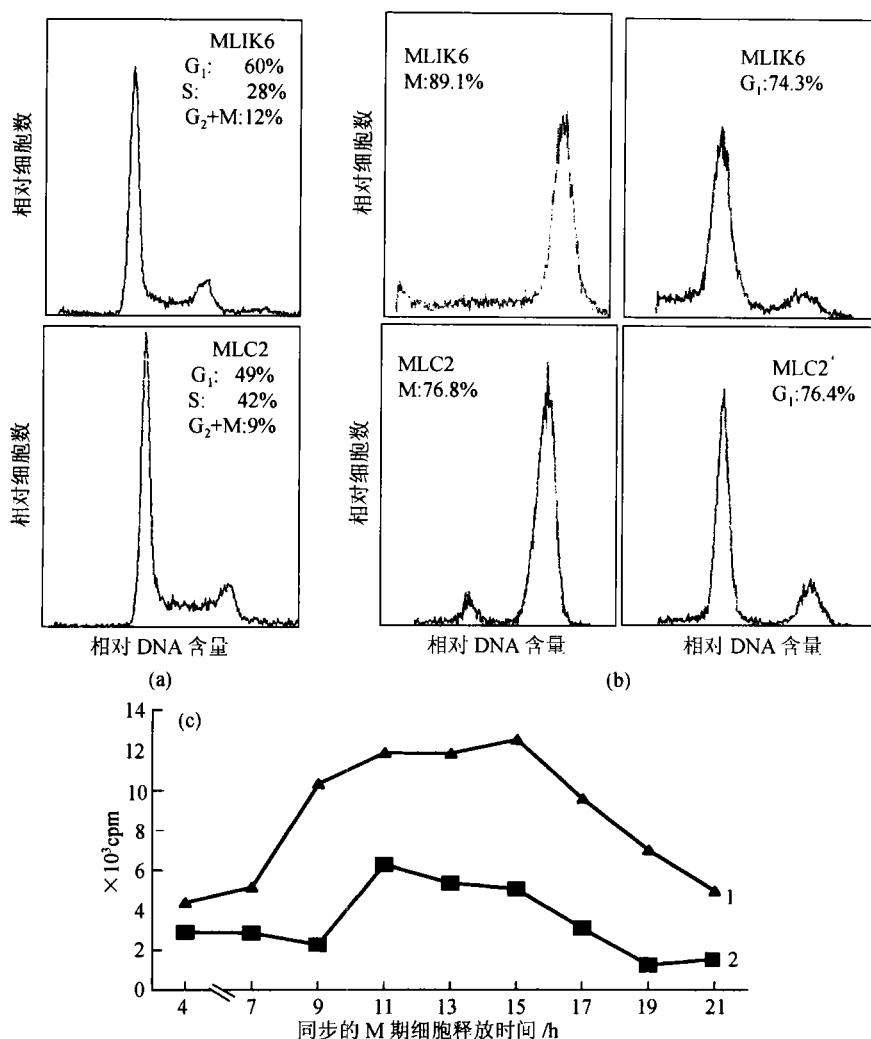 MLIK6
G₁: 60%
S: 28%
G₂+M:12%
相对细胞数
MLC2
G₁: 49%
S: 42%
G₂+M:9%
相对细胞数
相对 DNA 含量
(a)
MLIK6
M:89.1%
相对细胞数
MLIK6
G₁:74.3%
MLC2
M:76.8%
相对细胞数
MLC2
G₁:76.4%
相对 DNA 含量
相对 DNA 含量
(b)
(c)
×10³cpm
14
12
10
8
6
4
2
0
1
2
4 7 9 11 13 15 17 19 21
同步的 M 期细胞释放时间 /h